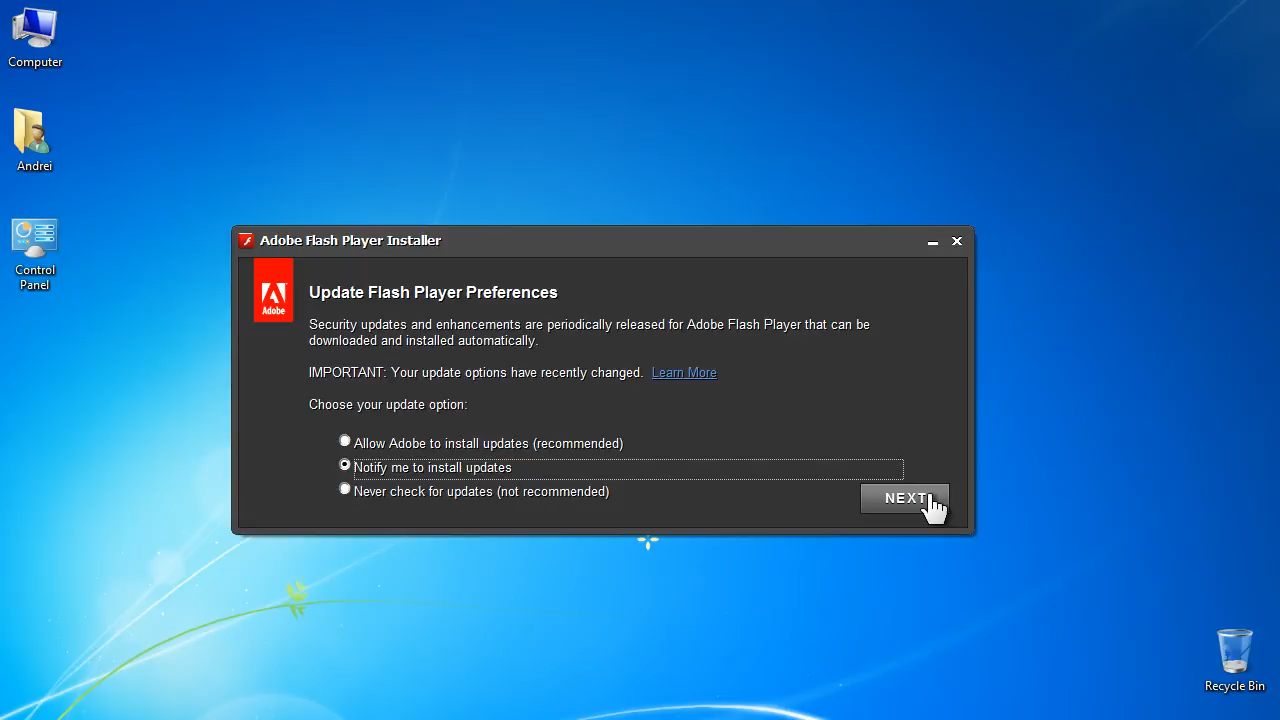 Computer
Andrei
Control
Panel
Adobe Flash Player Installer
Adobe
Update Flash Player Preferences
Security updates and enhancements are periodically released for Adobe Flash Player that can be
downloaded and installed automatically.
IMPORTANT: Your update options have recently changed. Learn More
Choose your update option:
Allow Adobe to install updates (recommended)
Notify me to install updates
Never check for updates (not recommended)
NEXT
Recycle Bin